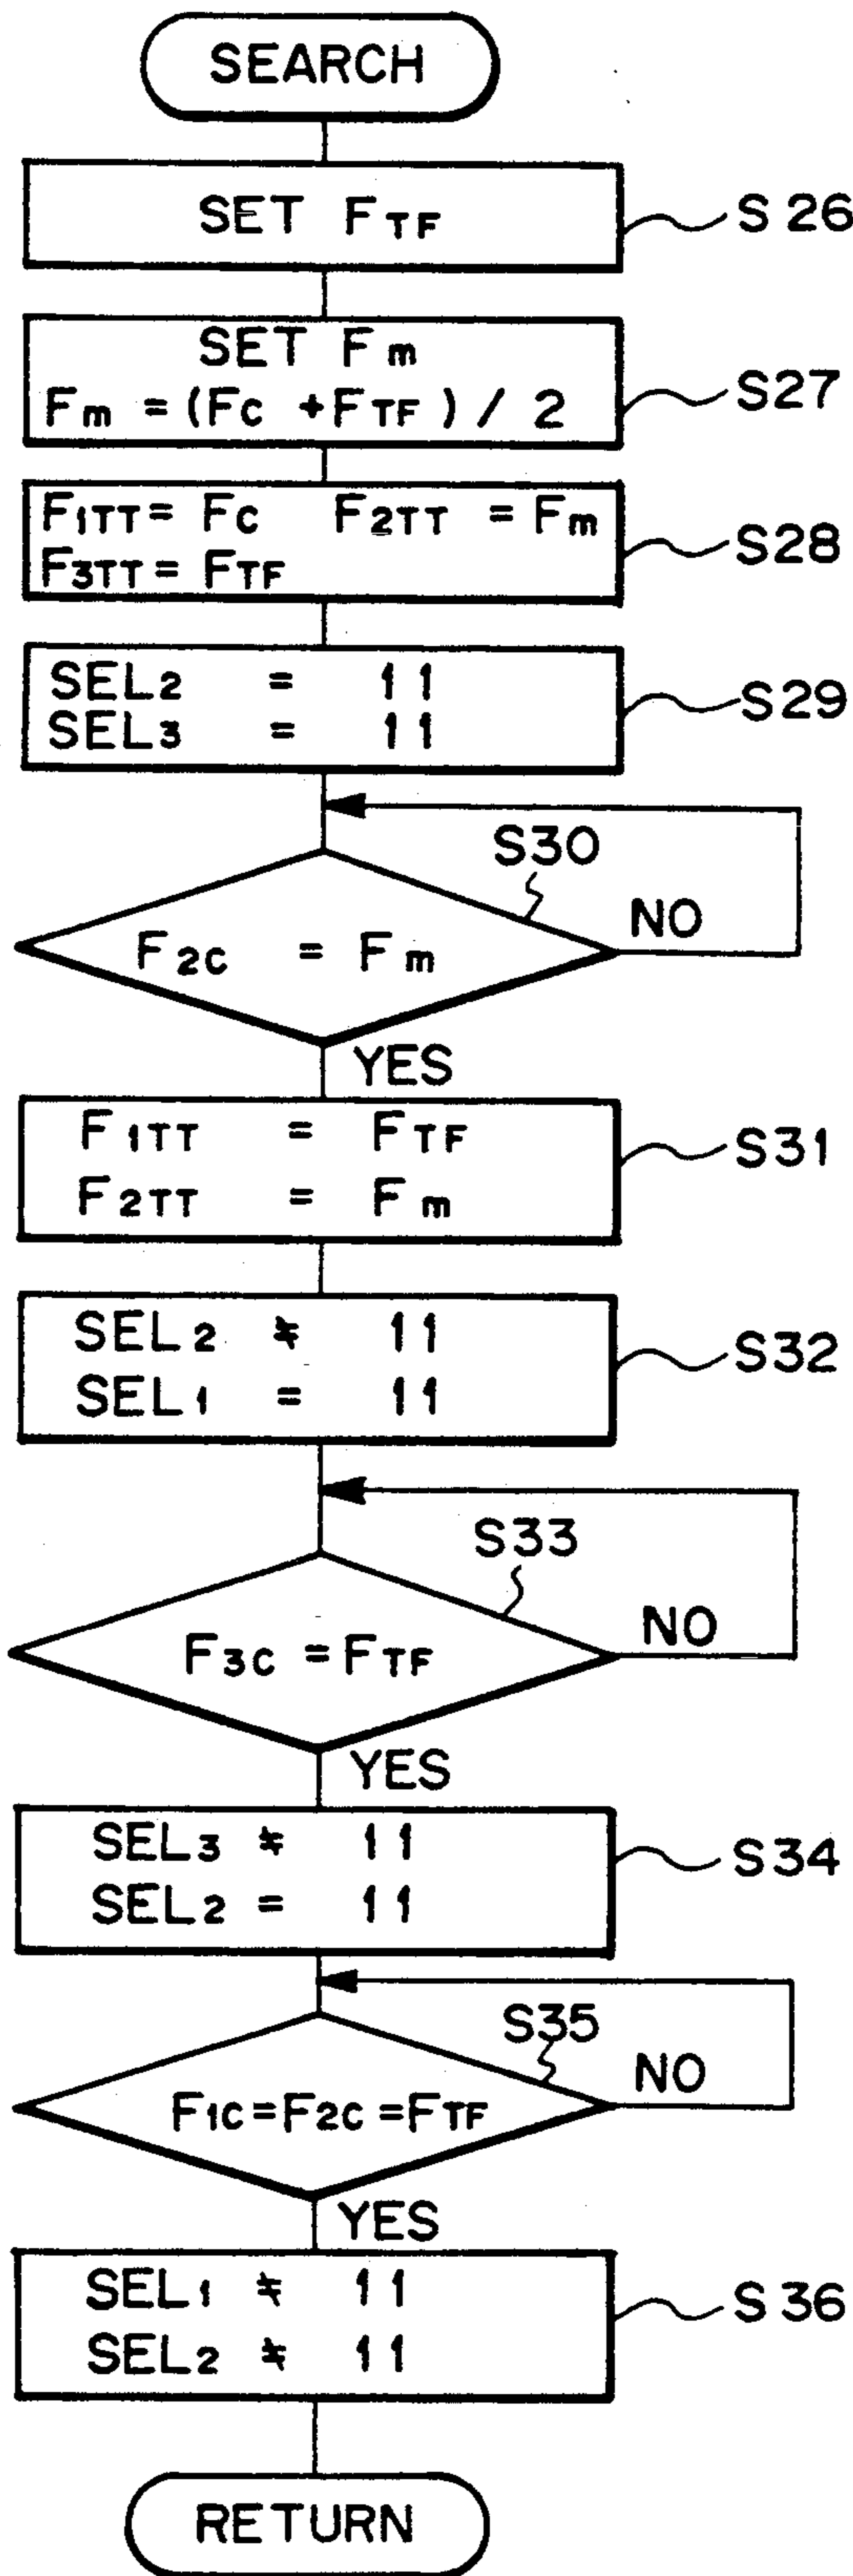 SEARCH
SET FTF
S26
SET Fm
Fm = (FC + FTF) / 2
S27
F1TT = FC F2TT = Fm
F3TT = FTF
S28
SEL2 = 11
SEL3 = 11
S29
S30
F2C = Fm
NO
YES
F1TT = FTF
F2TT = Fm
S31
SEL2 ≠ 11
SEL1 = 11
S32
S33
F3C = FTF
NO
YES
SEL3 ≠ 11
SEL2 = 11
S34
S35
F1C = F2C = FTF
NO
YES
SEL1 ≠ 11
SEL2 ≠ 11
S36
RETURN